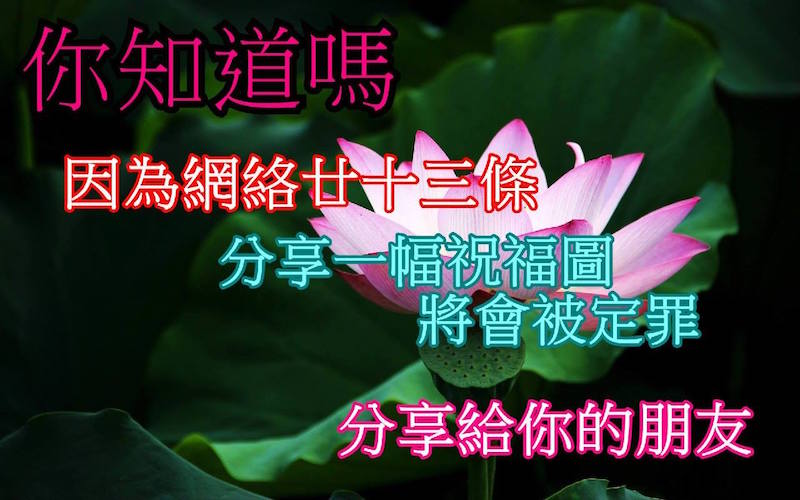 你知道嗎
因為網絡廿十三條
分享一幅祝福圖
將會被定罪
分享給你的朋友